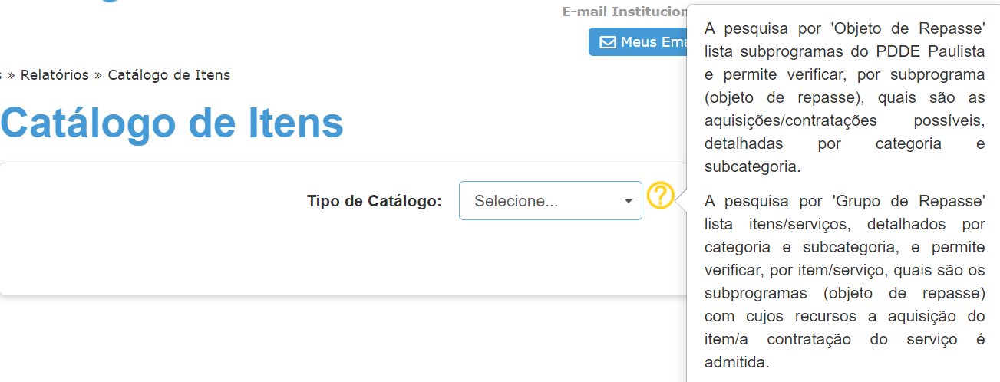 E-mail
Meus
» Relatórios » Catálogo de Itens
Catálogo de Itens
Tipo de Catálogo:
Selecione...
?
A pesquisa por 'Objeto de Repasse'
lista subprogramas do PDDE Paulista
e permite verificar, por subprograma
(objeto de repasse), quais são as
aquisições/contratações possíveis,
detalhadas por categoria e
subcategoria.
A pesquisa por 'Grupo de Repasse'
lista itens/serviços, detalhados por
categoria e subcategoria, e permite
verificar, por item/serviço, quais são os
subprogramas (objeto de repasse)
com cujos recursos a aquisição do
item/a contratação do serviço é
admitida.